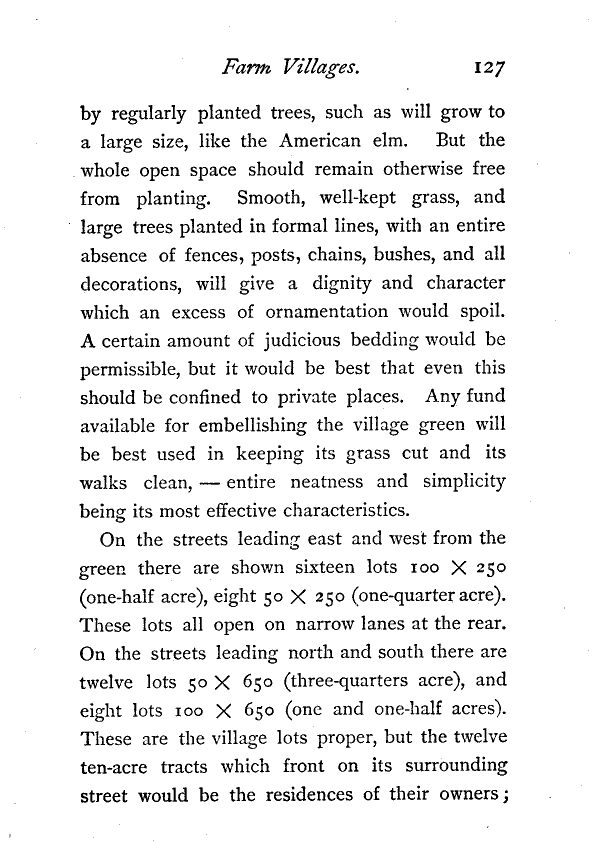 Farm Villages. 127
by regularly planted trees, such as will grow to
a large size, like the American elm. But the
whole open space should remain otherwise free
from planting. Smooth, well-kept grass, and
large trees planted in formal lines, with an entire
absence of fences, posts, chains, bushes, and all
decorations, will give a dignity and character
which an excess of ornamentation would spoil.
A certain amount of judicious bedding would be
permissible, but it would be best that even this
should be confined to private places. Any fund
available for embellishing the village green will
be best used in keeping its grass cut and its
walks clean, — entire neatness and simplicity
being its most effective characteristics.
On the streets leading east and west from the
green there are shown sixteen lots 100 × 250
(one-half acre), eight 50 × 250 (one-quarter acre).
These lots all open on narrow lanes at the rear.
On the streets leading north and south there are
twelve lots 50 × 650 (three-quarters acre), and
eight lots 100 × 650 (one and one-half acres).
These are the village lots proper, but the twelve
ten-acre tracts which front on its surrounding
street would be the residences of their owners;